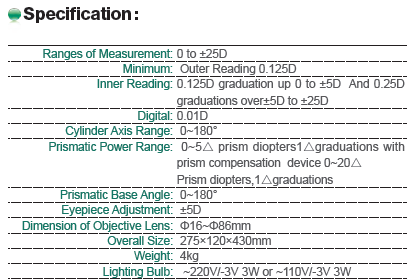 Specification:
Ranges of Measurement: 0 to ±25D
Minimum: Outer Reading 0.125D
Inner Reading: 0.125D graduation up 0 to ±5D And 0.25D
graduations over±5D to ±25D
Digital: 0.01D
Cylinder Axis Range: 0~180°
Prismatic Power Range: 0~5△ prism diopters1△graduations with
prism compensation device 0~20△
Prism diopters,1△graduations
Prismatic Base Angle: 0~180°
Eyepiece Adjustment: ±5D
Dimension of Objective Lens: Φ16~Φ86mm
Overall Size: 275×120×430mm
Weight: 4kg
Lighting Bulb: ~220V/-3V 3W or ~110V/-3V 3W